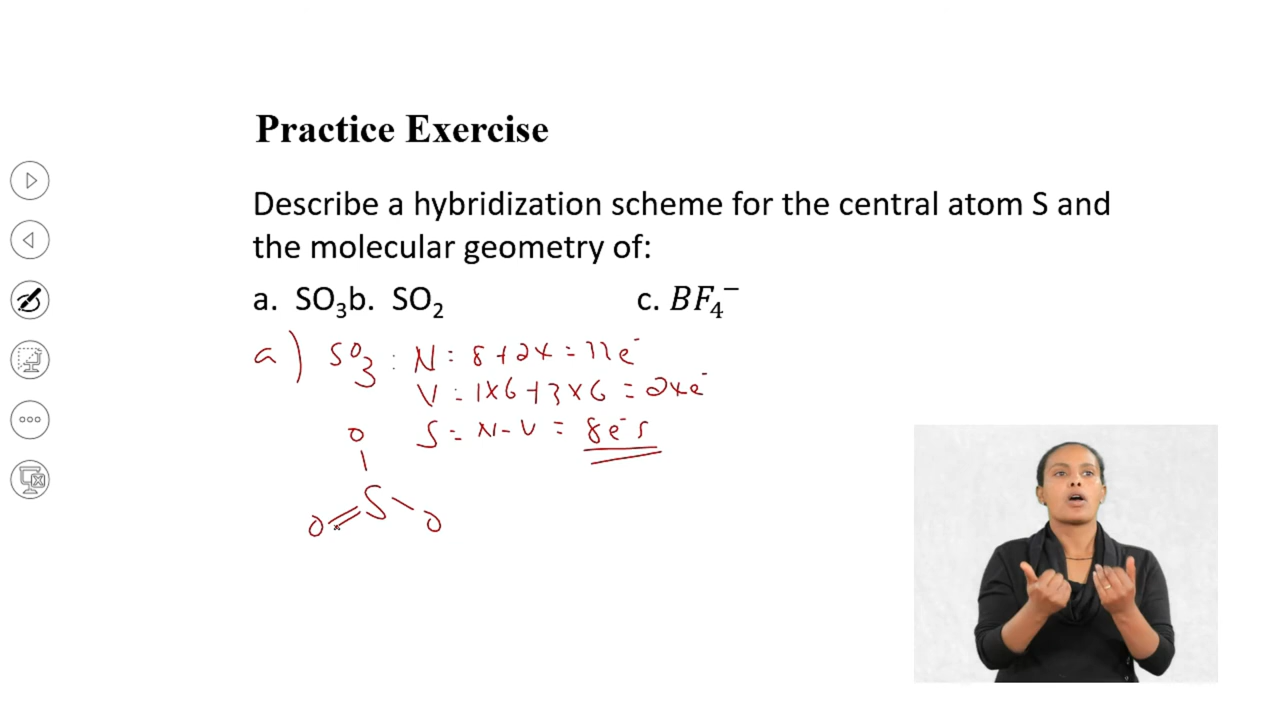 Practice Exercise
Describe a hybridization scheme for the central atom S and
the molecular geometry of:
a. SO₃b. SO₂ c. BF₄⁻
a) SO₃ : N = 8 + 24 = 32e⁻
V = 1×6 + 3×6 = 24e⁻
S = N - V = 8e⁻s
O
S
O O